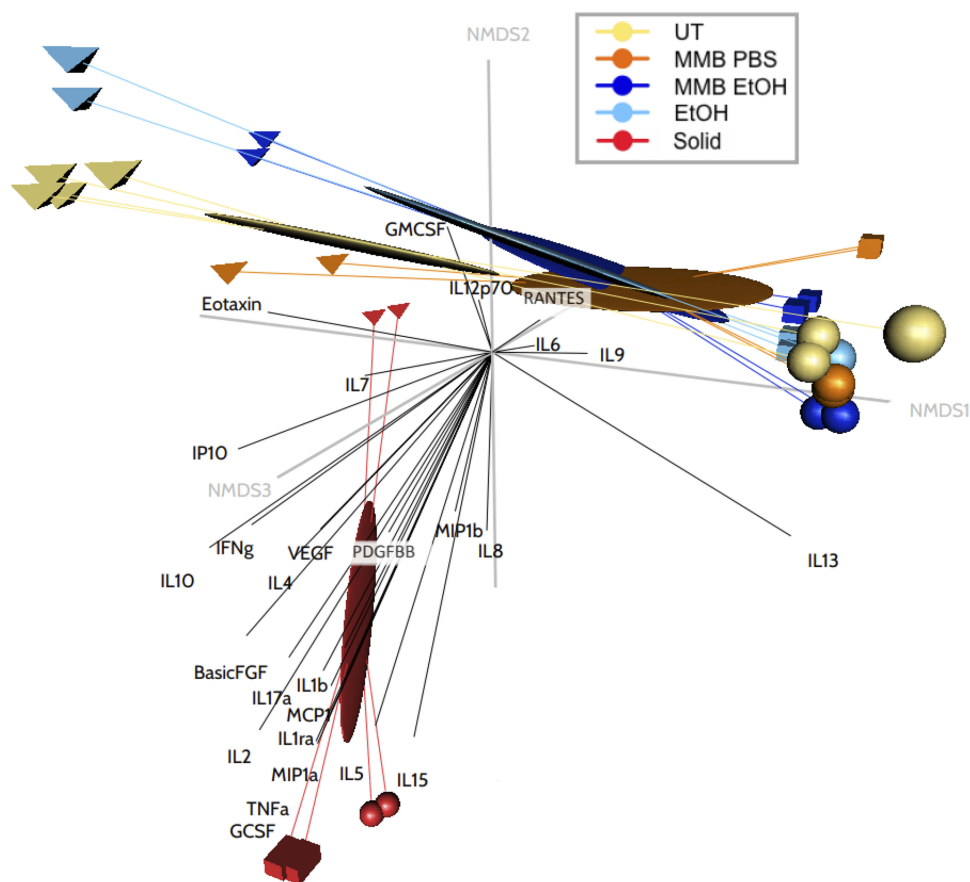 NMDS2
UT
MMB PBS
MMB EtOH
EtOH
Solid
GMCSF
IL12p70
RANTES
Eotaxin
IL6
IL9
IL7
NMDS1
IP10
NMDS3
MIP1b
IFNg
VEGF
PDGFBB
IL8
IL13
IL10
IL4
BasicFGF
IL17a
IL1b
MCP1
IL1ra
IL2
MIP1a
IL5
IL15
TNFa
GCSF